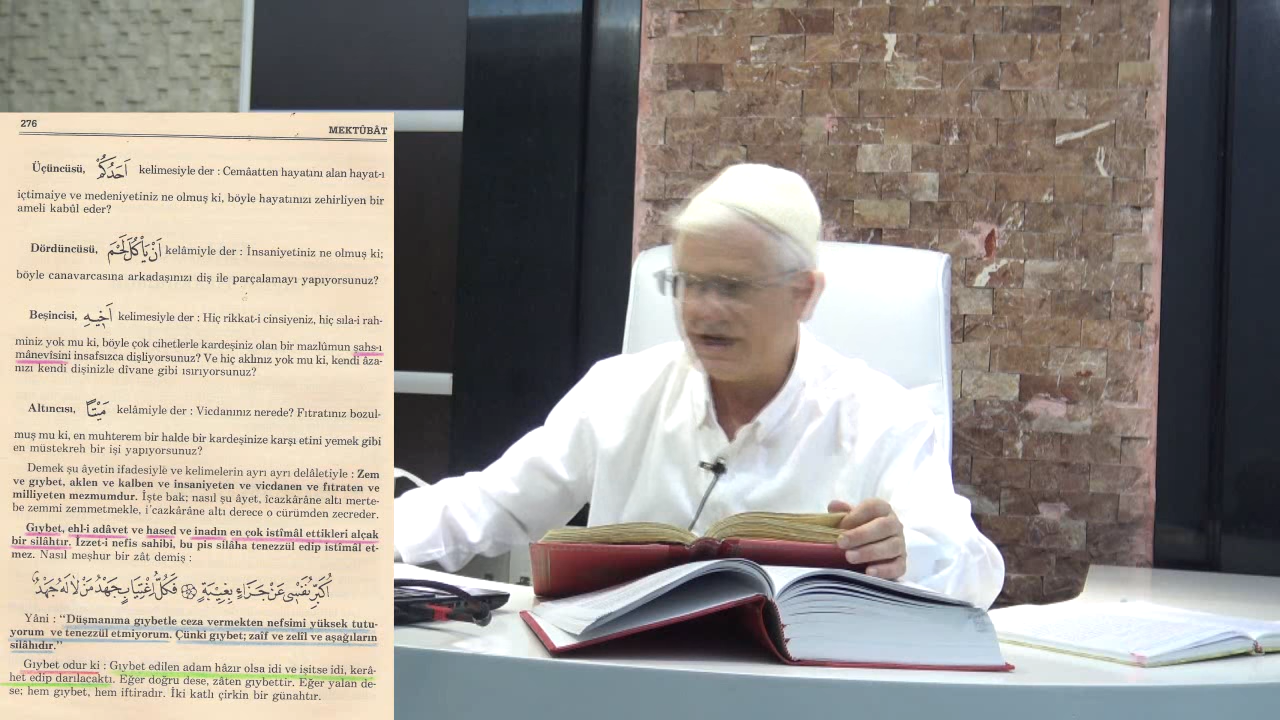 276
MEKTÛBÂT
Üçüncüsü, اَحَدُكُمْ kelimesiyle der : Cemâatten hayatını alan hayat-ı
içtimaiye ve medeniyetiniz ne olmuş ki, böyle hayatınızı zehirliyen bir
ameli kabûl eder?
Dördüncüsü, اَنْ يَاْكُلَ لَحْمَ kelâmiyle der : İnsaniyetiniz ne olmuş ki;
böyle canavarcasına arkadaşınızı diş ile parçalamayı yapıyorsunuz?
Beşincisi, اَخِيهِ kelimesiyle der : Hiç rikkat-i cinsiyeniz, hiç sıla-i rah-
miniz yok mu ki, böyle çok cihetlerle kardeşiniz olan bir mazlûmun şahs-ı
mânevîsini insafsızca dişliyorsunuz? Ve hiç aklınız yok mu ki, kendi âza-
nızı kendi dişinizle dîvane gibi ısırıyorsunuz?
Altıncısı, مَيْتًا kelâmiyle der : Vicdanınız nerede? Fıtratınız bozul-
muş mu ki, en muhterem bir halde bir kardeşinize karşı etini yemek gibi
en müstekreh bir işi yapıyorsunuz?
Demek şu âyetin ifadesiyle ve kelimelerin ayrı ayrı delâletiyle : Zem
ve gıybet, aklen ve kalben ve insaniyeten ve vicdanen ve fıtraten ve
milliyeten mezmumdur. İşte bak; nasıl şu âyet, îcazkârâne altı merte-
be zemmi zemmetmekle, i'cazkârâne altı derece o cürümden zecreder.
Gıybet, ehl-i adâvet ve hased ve inadın en çok istîmâl ettikleri alçak
bir silâhtır. İzzet-i nefis sahibi, bu pis silâha tenezzül edip istîmâl et-
mez. Nasıl meşhur bir zât demiş :
اُكَبِّرُ نَفْسِى عَنْ جَزَاءٍ بِغِيْبَةٍ ۞ فَكُلُّ اغْتِيَابٍ جَهْدُ مَنْ لَا لَهُ جَهْدٌ
Yâni : "Düşmanıma gıybetle ceza vermekten nefsimi yüksek tutu-
yorum ve tenezzül etmiyorum. Çünki gıybet; zaîf ve zelîl ve aşağıların
silâhıdır."
Gıybet odur ki : Gıybet edilen adam hâzır olsa idi ve işitse idi, kerâ-
het edip darılacaktı. Eğer doğru dese, zâten gıybettir. Eğer yalan de-
se; hem gıybet, hem iftiradır. İki katlı çirkin bir günahtır.